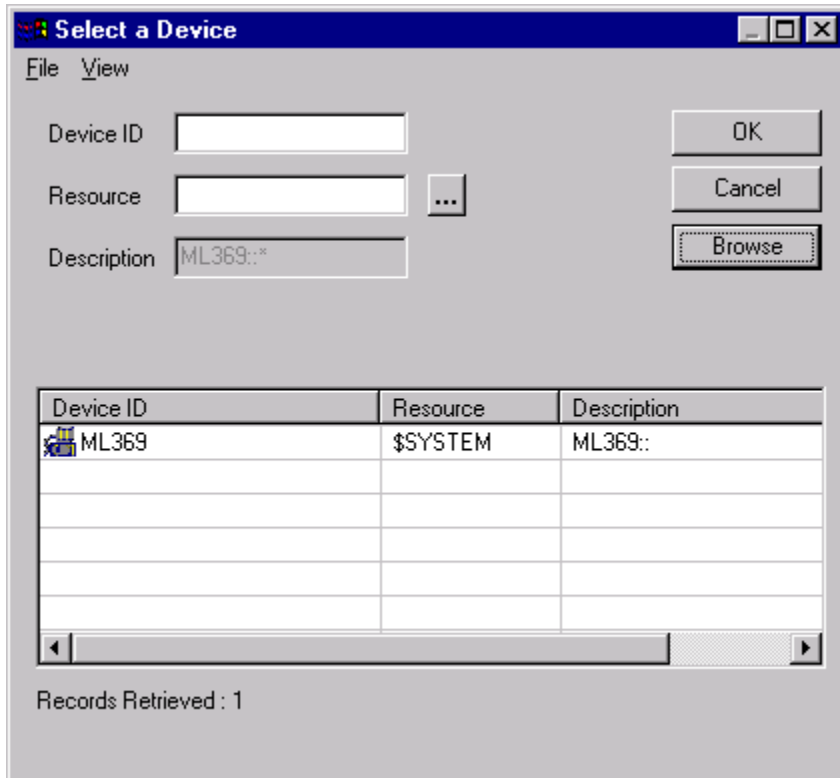 Select a Device
File View
Device ID
OK
Resource
...
Cancel
Description ML369::*
Browse
Device ID Resource Description
ML369 $SYSTEM ML369::
Records Retrieved : 1